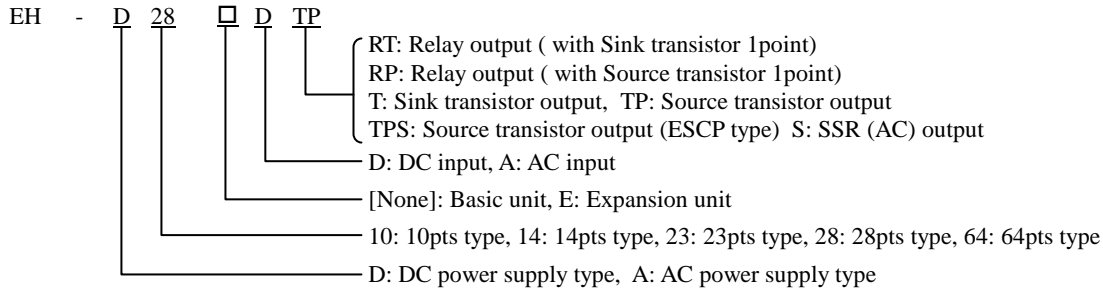 EH - D 28 □ D TP
RT: Relay output ( with Sink transistor 1point)
RP: Relay output ( with Source transistor 1point)
T: Sink transistor output, TP: Source transistor output
TPS: Source transistor output (ESCP type) S: SSR (AC) output
D: DC input, A: AC input
[None]: Basic unit, E: Expansion unit
10: 10pts type, 14: 14pts type, 23: 23pts type, 28: 28pts type, 64: 64pts type
D: DC power supply type, A: AC power supply type